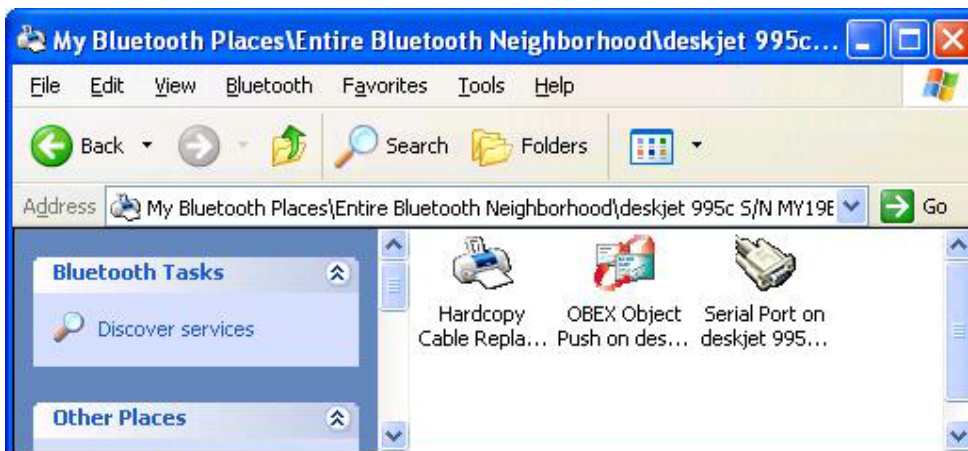 My Bluetooth Places\Entire Bluetooth Neighborhood\deskjet 995c...
File Edit View Bluetooth Favorites Tools Help
Back Search Folders
Address My Bluetooth Places\Entire Bluetooth Neighborhood\deskjet 995c S/N MY19E Go
Bluetooth Tasks
Discover services
Other Places
Hardcopy
Cable Repla...
OBEX Object
Push on des...
Serial Port on
deskjet 995...